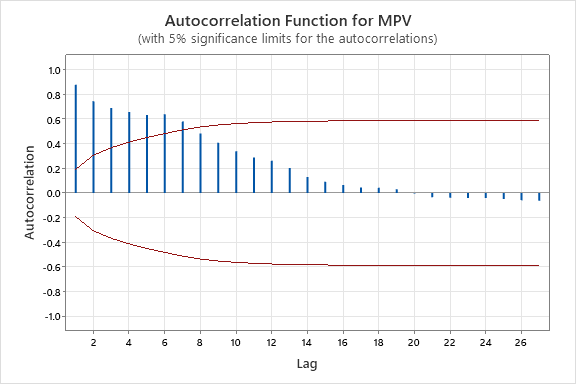 Autocorrelation Function for MPV
(with 5% significance limits for the autocorrelations)
1.0
0.8
0.6
0.4
0.2
0.0
-0.2
-0.4
-0.6
-0.8
-1.0
Autocorrelation
2 4 6 8 10 12 14 16 18 20 22 24 26
Lag